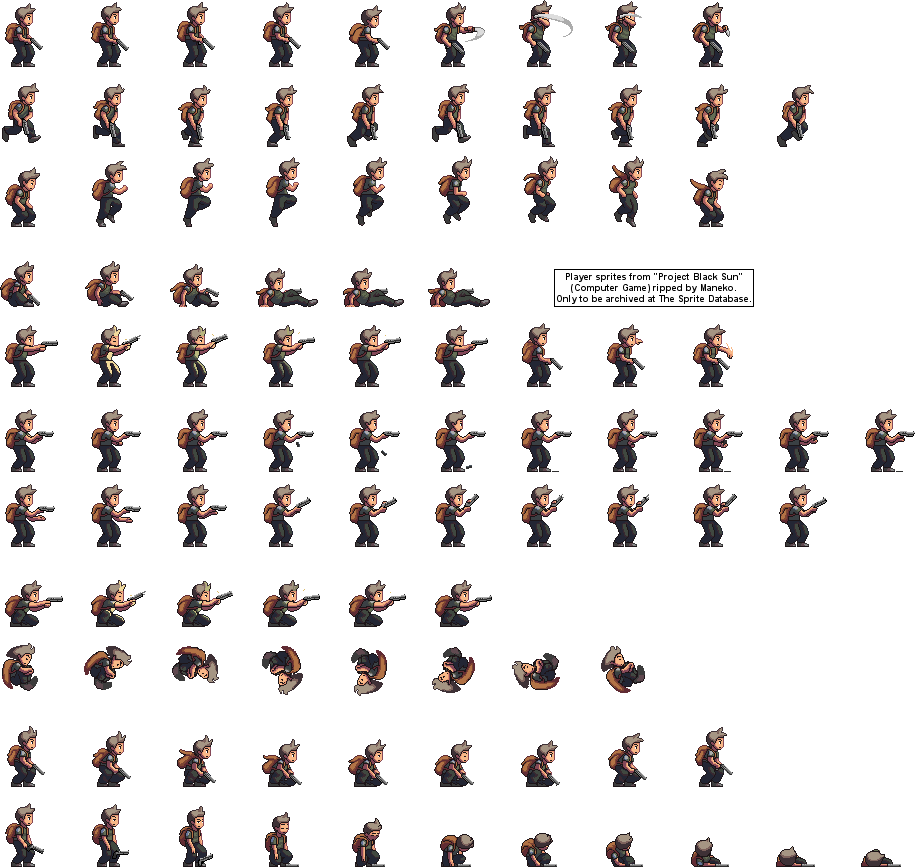 Player sprites from "Project Black Sun"
(Computer Game) ripped by Maneko.
Only to be archived at The Sprite Database.